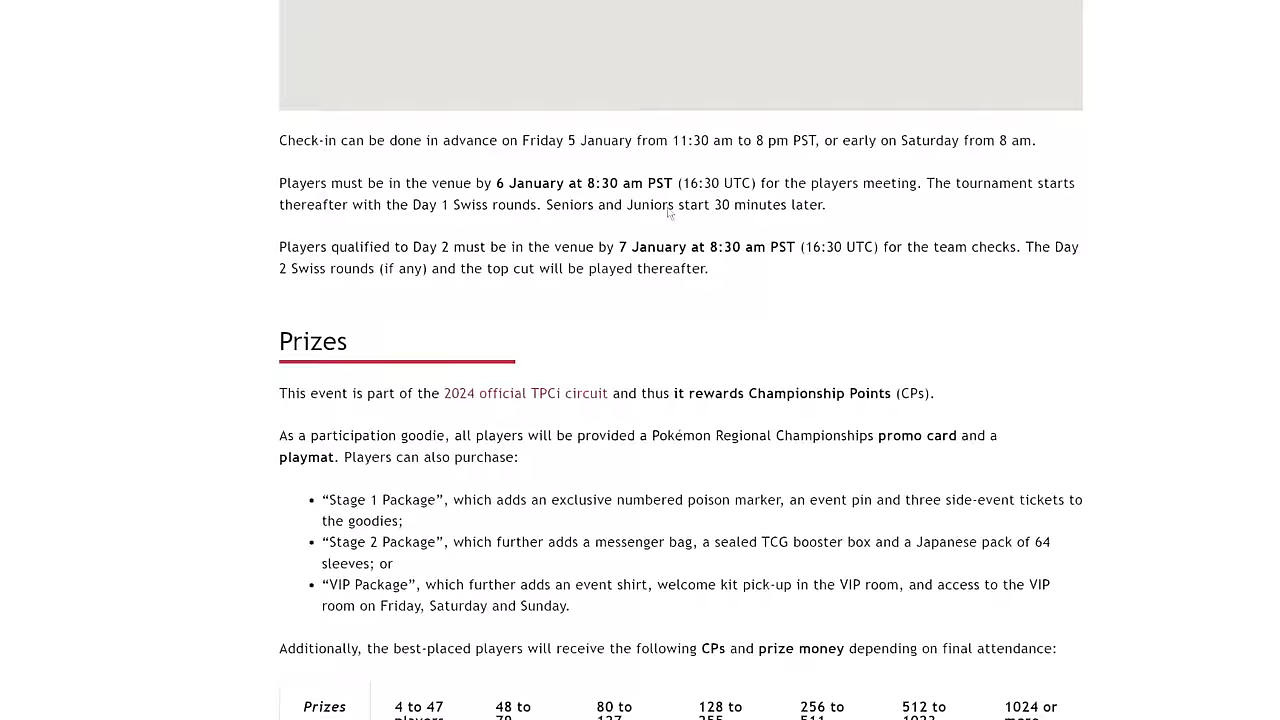 Check-in can be done in advance on Friday 5 January from 11:30 am to 8 pm PST, or early on Saturday from 8 am.
Players must be in the venue by 6 January at 8:30 am PST (16:30 UTC) for the players meeting. The tournament starts
thereafter with the Day 1 Swiss rounds. Seniors and Juniors start 30 minutes later.
Players qualified to Day 2 must be in the venue by 7 January at 8:30 am PST (16:30 UTC) for the team checks. The Day
2 Swiss rounds (if any) and the top cut will be played thereafter.
Prizes
This event is part of the 2024 official TPCi circuit and thus it rewards Championship Points (CPs).
As a participation goodie, all players will be provided a Pokémon Regional Championships promo card and a
playmat. Players can also purchase:
• “Stage 1 Package”, which adds an exclusive numbered poison marker, an event pin and three side-event tickets to
the goodies;
• “Stage 2 Package”, which further adds a messenger bag, a sealed TCG booster box and a Japanese pack of 64
sleeves; or
• “VIP Package”, which further adds an event shirt, welcome kit pick-up in the VIP room, and access to the VIP
room on Friday, Saturday and Sunday.
Additionally, the best-placed players will receive the following CPs and prize money depending on final attendance:
Prizes 4 to 47 48 to 80 to 128 to 256 to 512 to 1024 or